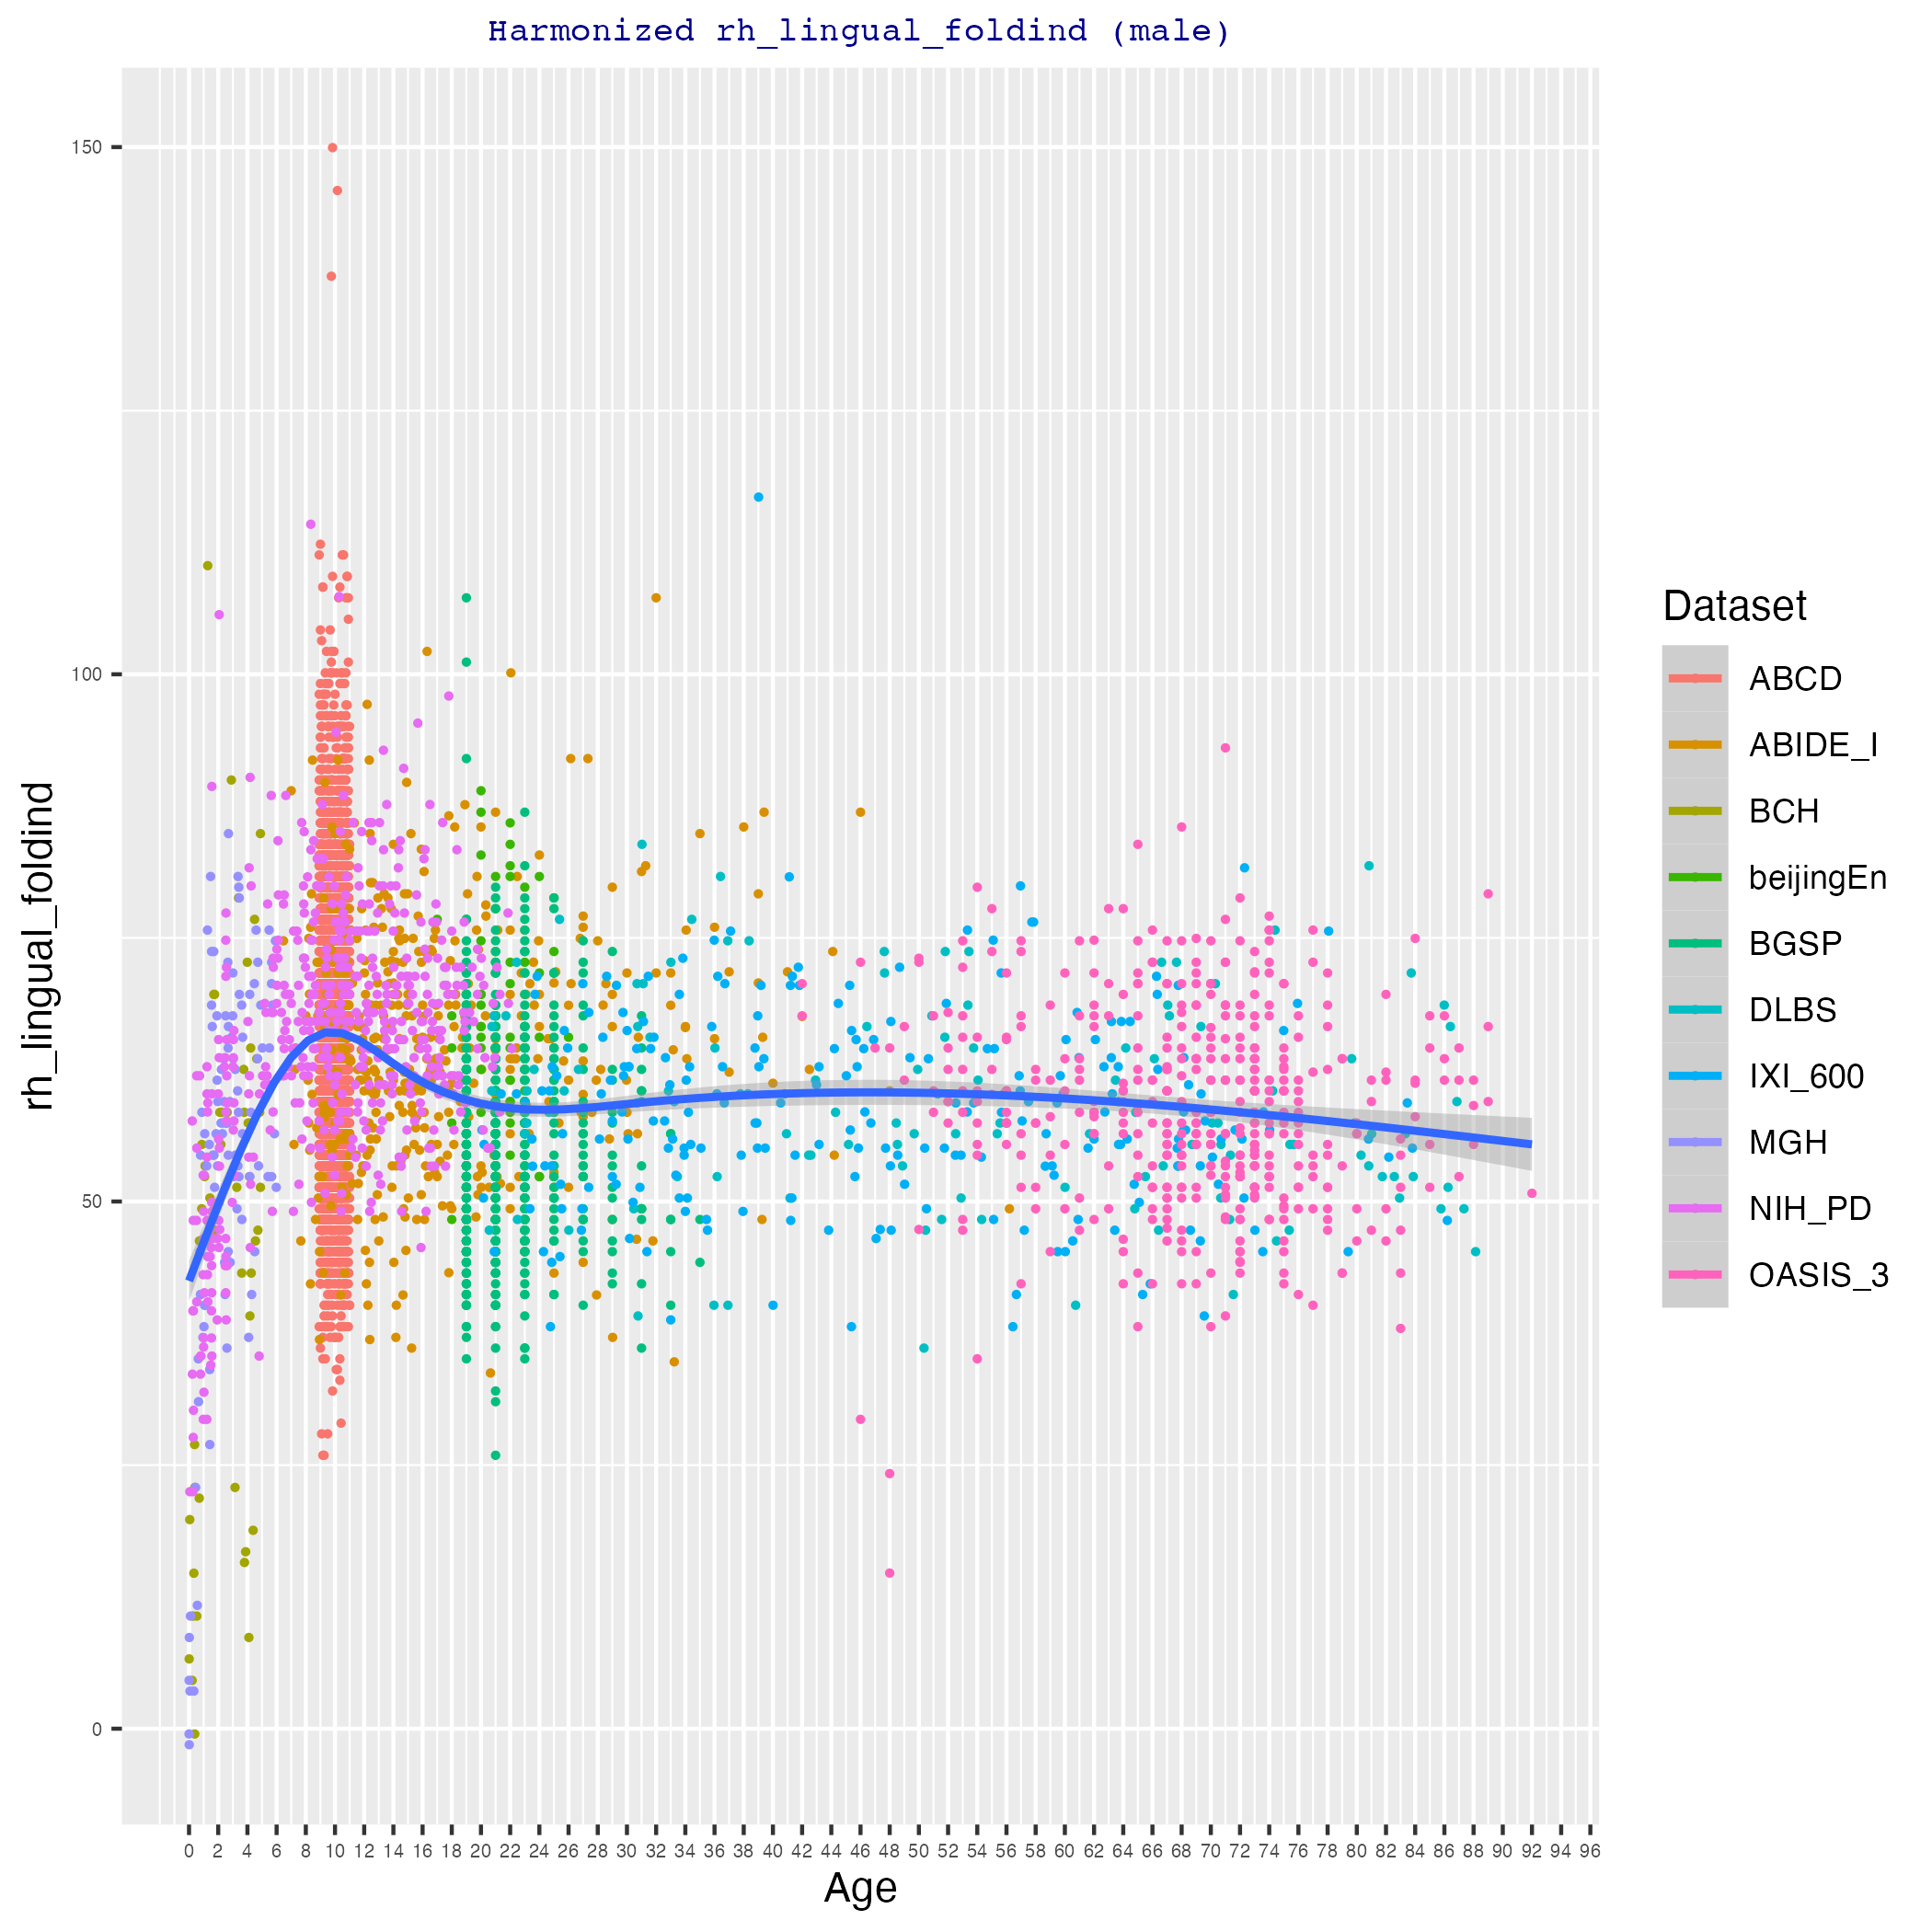 Harmonized rh_lingual_foldind (male)
150
100
50
0
rh_lingual_foldind
0 2 4 6 8 10 12 14 16 18 20 22 24 26 28 30 32 34 36 38 40 42 44 46 48 50 52 54 56 58 60 62 64 66 68 70 72 74 76 78 80 82 84 86 88 90 92 94 96
Age
Dataset
ABCD
ABIDE_I
BCH
beijingEn
BGSP
DLBS
IXI_600
MGH
NIH_PD
OASIS_3